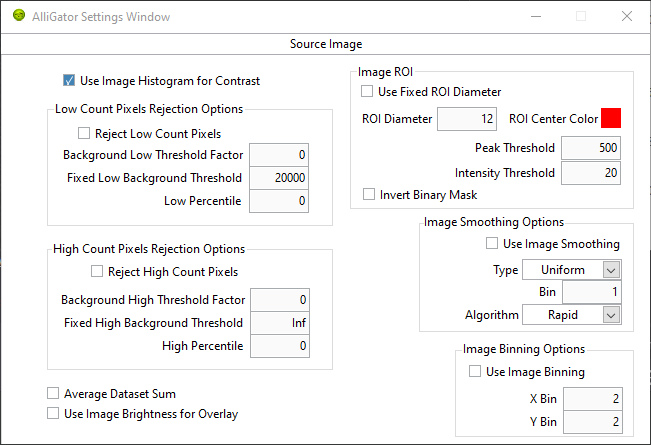 AlliGator Settings Window
Source Image
Use Image Histogram for Contrast
Low Count Pixels Rejection Options
Reject Low Count Pixels
Background Low Threshold Factor 0
Fixed Low Background Threshold 20000
Low Percentile 0
High Count Pixels Rejection Options
Reject High Count Pixels
Background High Threshold Factor 0
Fixed High Background Threshold Inf
High Percentile 0
Average Dataset Sum
Use Image Brightness for Overlay
Image ROI
Use Fixed ROI Diameter
ROI Diameter 12 ROI Center Color
Peak Threshold 500
Intensity Threshold 20
Invert Binary Mask
Image Smoothing Options
Use Image Smoothing
Type Uniform
Bin 1
Algorithm Rapid
Image Binning Options
Use Image Binning
X Bin 2
Y Bin 2